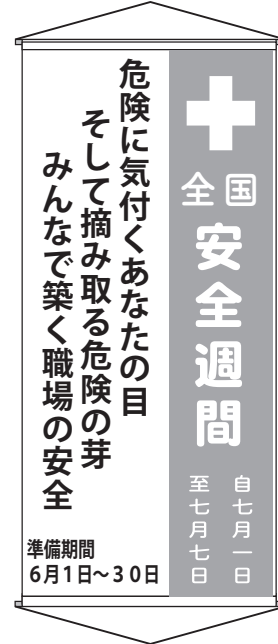 全国
安全週間
自七月一日
至七月七日
危険に気付くあなたの目
そして摘み取る危険の芽
みんなで築く職場の安全
準備期間
６月１日～３０日